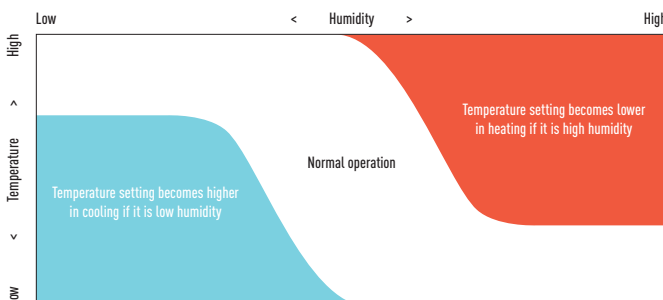 Low < Humidity > High
High
Temperature setting becomes lower
in heating if it is high humidity
< Temperature >
Normal operation
Temperature setting becomes higher
in cooling if it is low humidity